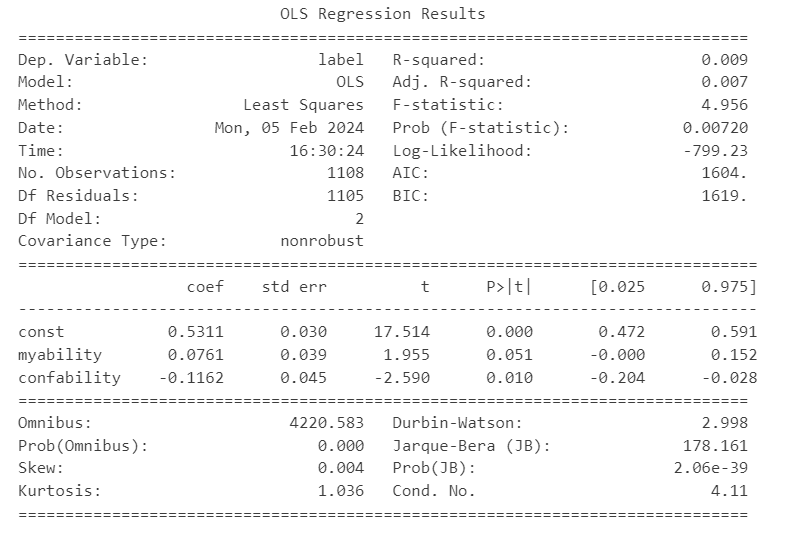 OLS Regression Results
==============================================================================
Dep. Variable:                  label   R-squared:                       0.009
Model:                            OLS   Adj. R-squared:                  0.007
Method:                 Least Squares   F-statistic:                     4.956
Date:                Mon, 05 Feb 2024   Prob (F-statistic):            0.00720
Time:                        16:30:24   Log-Likelihood:                -799.23
No. Observations:                1108   AIC:                             1604.
Df Residuals:                    1105   BIC:                             1619.
Df Model:                           2
Covariance Type:            nonrobust
===============================================================================
                  coef    std err          t      P>|t|      [0.025      0.975]
-------------------------------------------------------------------------------
const           0.5311      0.030     17.514      0.000       0.472       0.591
myability       0.0761      0.039      1.955      0.051      -0.000       0.152
confability    -0.1162      0.045     -2.590      0.010      -0.204      -0.028
==============================================================================
Omnibus:                     4220.583   Durbin-Watson:                   2.998
Prob(Omnibus):                  0.000   Jarque-Bera (JB):              178.161
Skew:                           0.004   Prob(JB):                     2.06e-39
Kurtosis:                       1.036   Cond. No.                         4.11
==============================================================================